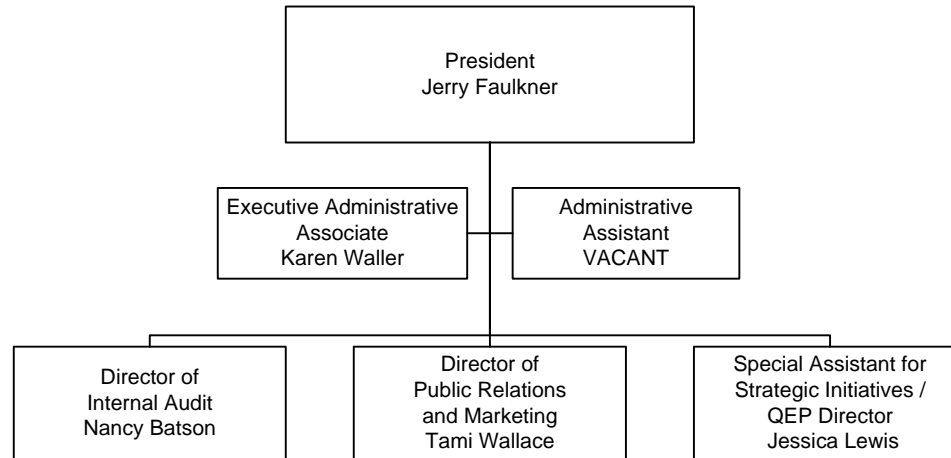 President
Jerry Faulkner
Executive Administrative
Associate
Karen Waller
Administrative
Assistant
VACANT
Director of
Internal Audit
Nancy Batson
Director of
Public Relations
and Marketing
Tami Wallace
Special Assistant for
Strategic Initiatives /
QEP Director
Jessica Lewis